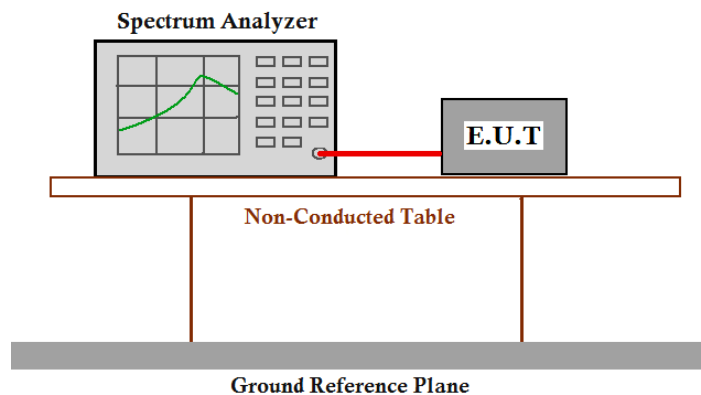 Spectrum Analyzer
E.U.T
Non-Conducted Table
Ground Reference Plane